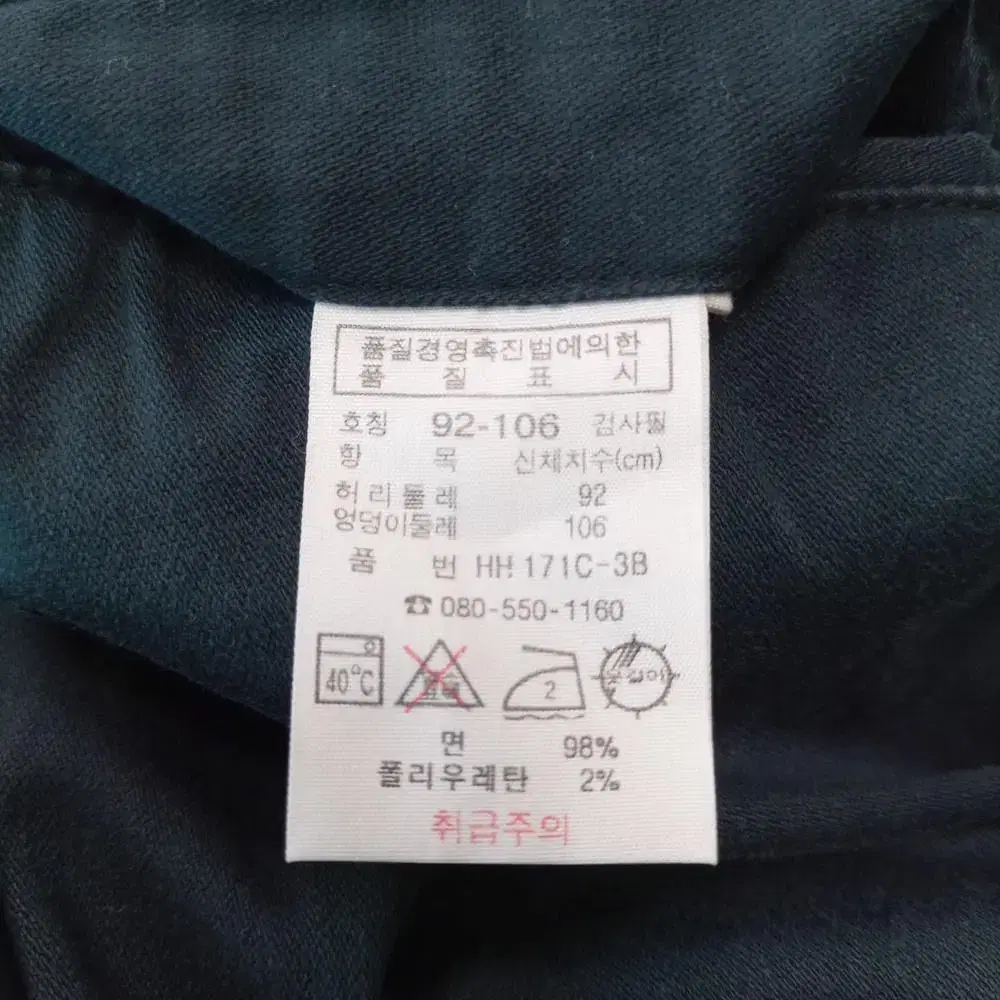 품질경영촉진법에의한
품 질 표 시
호칭 92-106 검사필
항 목 신체치수(cm)
허리둘레 92
엉덩이둘레 106
품 번 HH171C-3B
☎ 080-550-1160
40°C 2 옷걸이
면 98%
폴리우레탄 2%
취급주의